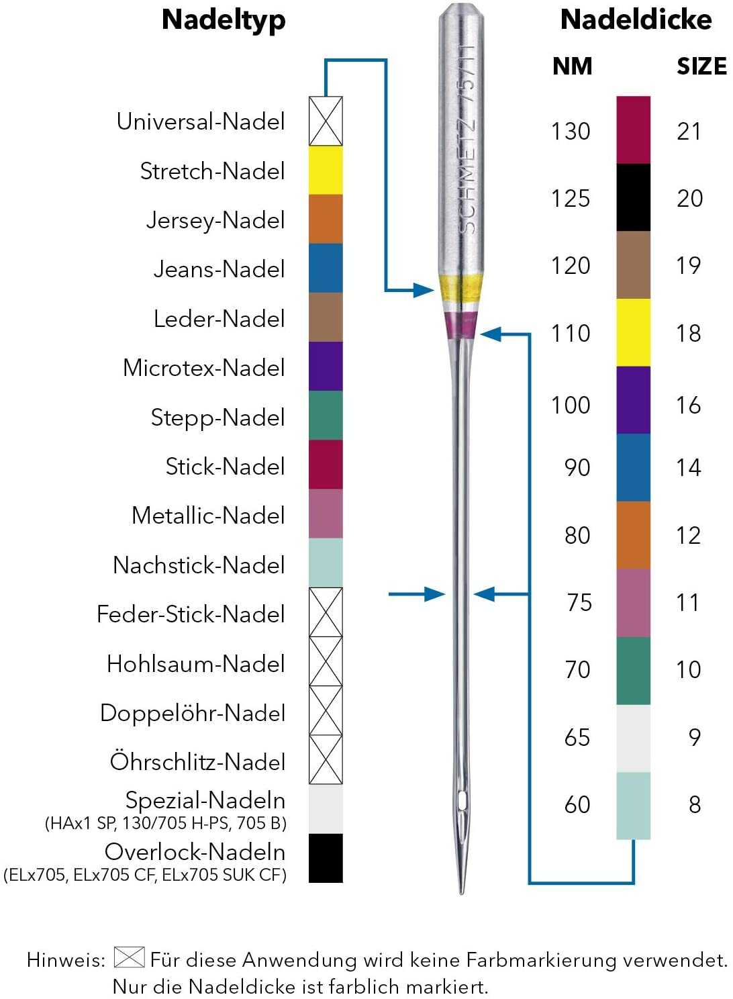 Nadeltyp
Nadeldicke
NM
SIZE
Universal-Nadel
Stretch-Nadel
Jersey-Nadel
Jeans-Nadel
Leder-Nadel
Microtex-Nadel
Stepp-Nadel
Stick-Nadel
Metallic-Nadel
Nachstick-Nadel
Feder-Stick-Nadel
Hohlsaum-Nadel
Doppelöhr-Nadel
Öhrschlitz-Nadel
Spezial-Nadeln
(HAx1 SP, 130/705 H-PS, 705 B)
Overlock-Nadeln
(ELx705, ELx705 CF, ELx705 SUK CF)
SCHMETZ 75/11
130 21
125 20
120 19
110 18
100 16
90 14
80 12
75 11
70 10
65 9
60 8
Hinweis: Für diese Anwendung wird keine Farbmarkierung verwendet.
Nur die Nadeldicke ist farblich markiert.